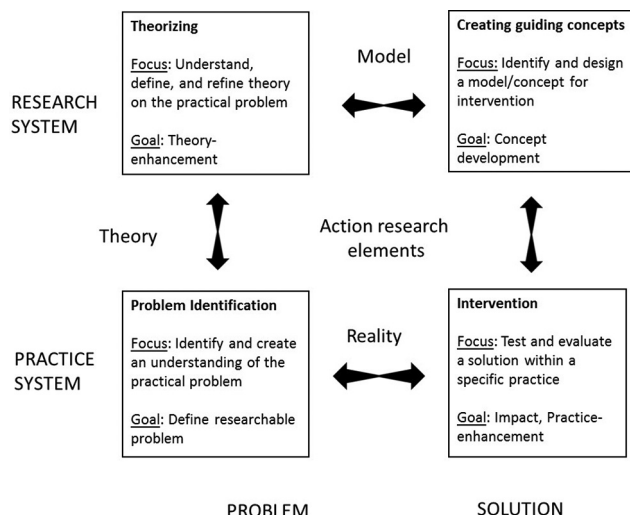 Theorizing
Focus: Understand,
define, and refine theory
on the practical problem
Goal: Theory-
enhancement
Model
Creating guiding concepts
Focus: Identify and design
a model/concept for
intervention
Goal: Concept
development
RESEARCH
SYSTEM
Theory
Action research
elements
PRACTICE
SYSTEM
Problem Identification
Focus: Identify and create
an understanding of the
practical problem
Goal: Define researchable
problem
Reality
Intervention
Focus: Test and evaluate
a solution within a
specific practice
Goal: Impact, Practice-
enhancement
PROBLEM
SOLUTION